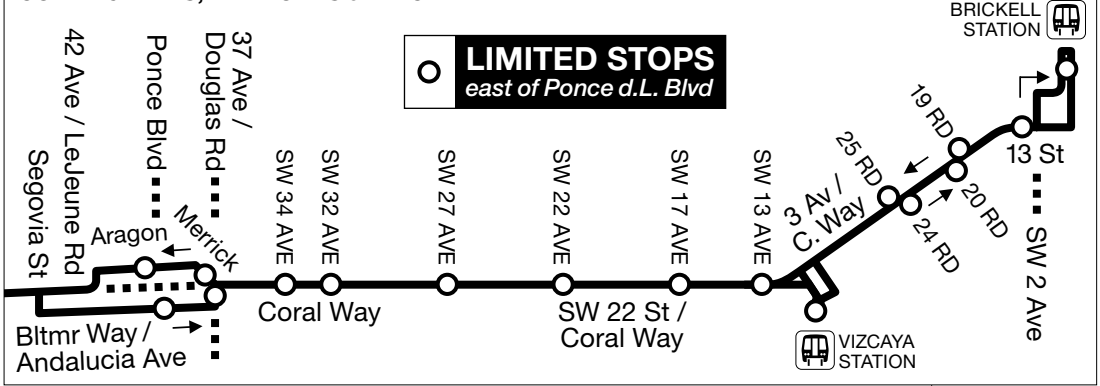 BRICKELL
STATION
LIMITED STOPS
east of Ponce d.L. Blvd
37 Ave /
Douglas Rd
Ponce Blvd
42 Ave / LeJeune Rd
Segovia St
Aragon
Merrick
SW 34 AVE
SW 32 AVE
SW 27 AVE
SW 22 AVE
SW 17 AVE
SW 13 AVE
3 Av /
C. Way
25 RD
19 RD
24 RD
20 RD
13 St
SW 2 Ave
Coral Way
SW 22 St /
Coral Way
Bltmr Way /
Andalucia Ave
VIZCAYA
STATION